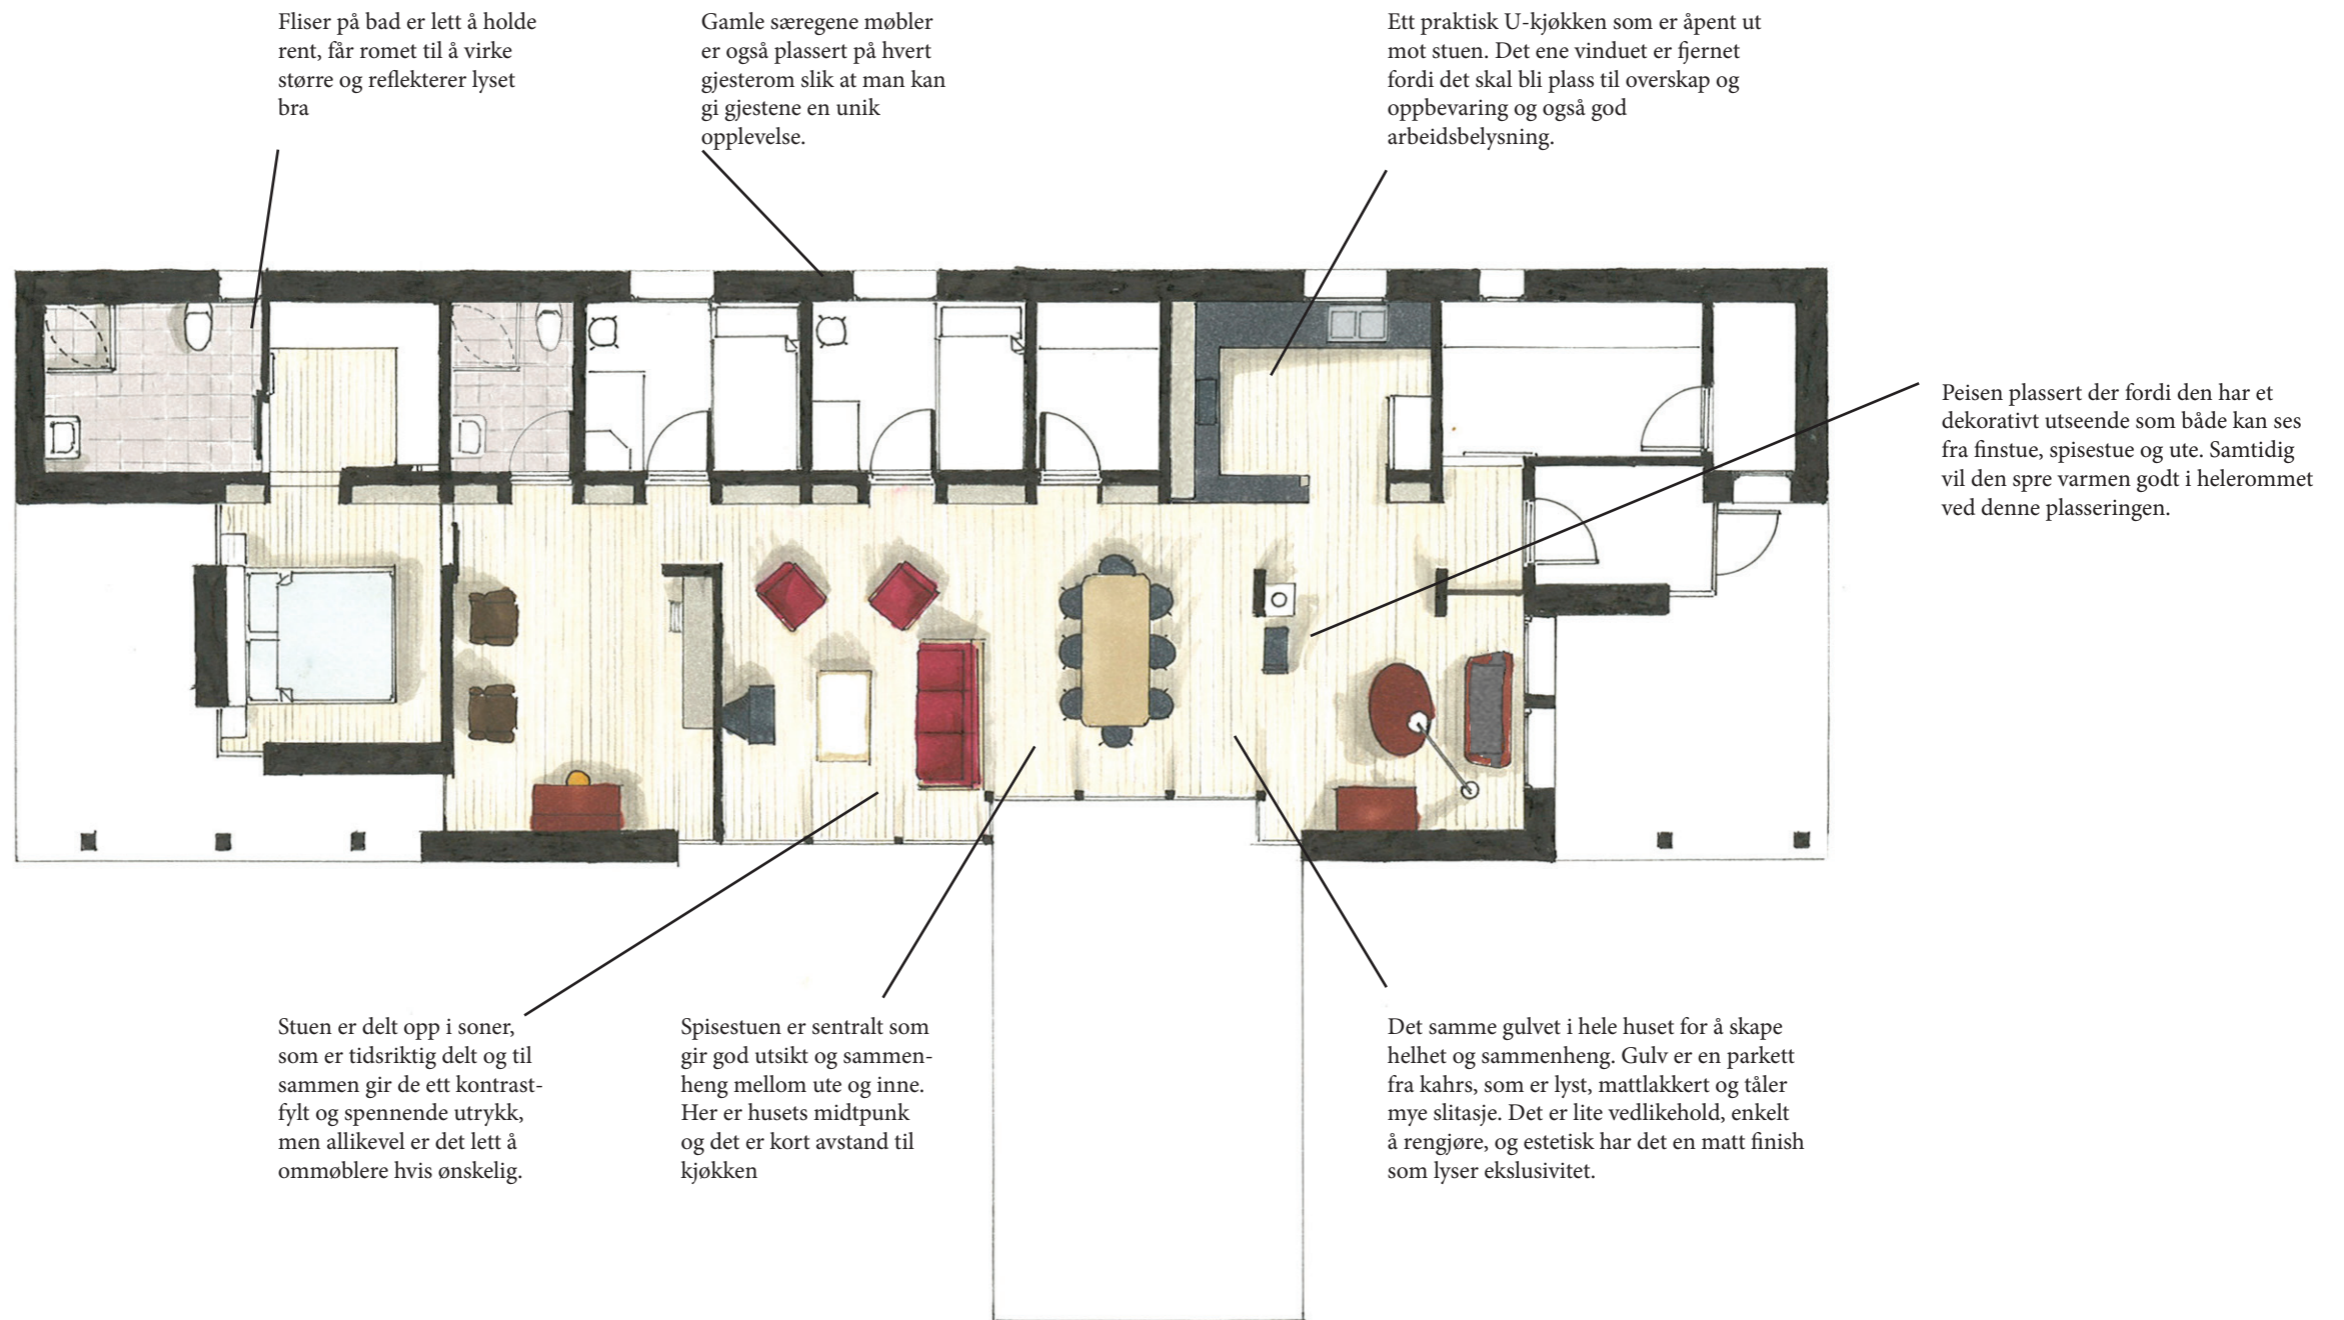 Fliser på bad er lett å holde
rent, får romet til å virke
større og reflekterer lyset
bra
Gamle særegene møbler
er også plassert på hvert
gjesterom slik at man kan
gi gjestene en unik
opplevelse.
Ett praktisk U-kjøkken som er åpent ut
mot stuen. Det ene vinduet er fjernet
fordi det skal bli plass til overskap og
oppbevaring og også god
arbeidsbelysning.
Peisen plassert der fordi den har et
dekorativt utseende som både kan ses
fra finstue, spisestue og ute. Samtidig
vil den spre varmen godt i helerommet
ved denne plasseringen.
Stuen er delt opp i soner,
som er tidsriktig delt og til
sammen gir de ett kontrast-
fylt og spennende utrykk,
men allikevel er det lett å
ommøblere hvis ønskelig.
Spisestuen er sentralt som
gir god utsikt og sammen-
heng mellom ute og inne.
Her er husets midtpunk
og det er kort avstand til
kjøkken
Det samme gulvet i hele huset for å skape
helhet og sammenheng. Gulv er en parkett
fra kahrs, som er lyst, mattlakkert og tåler
mye slitasje. Det er lite vedlikehold, enkelt
å rengjøre, og estetisk har det en matt finish
som lyser ekslusivitet.